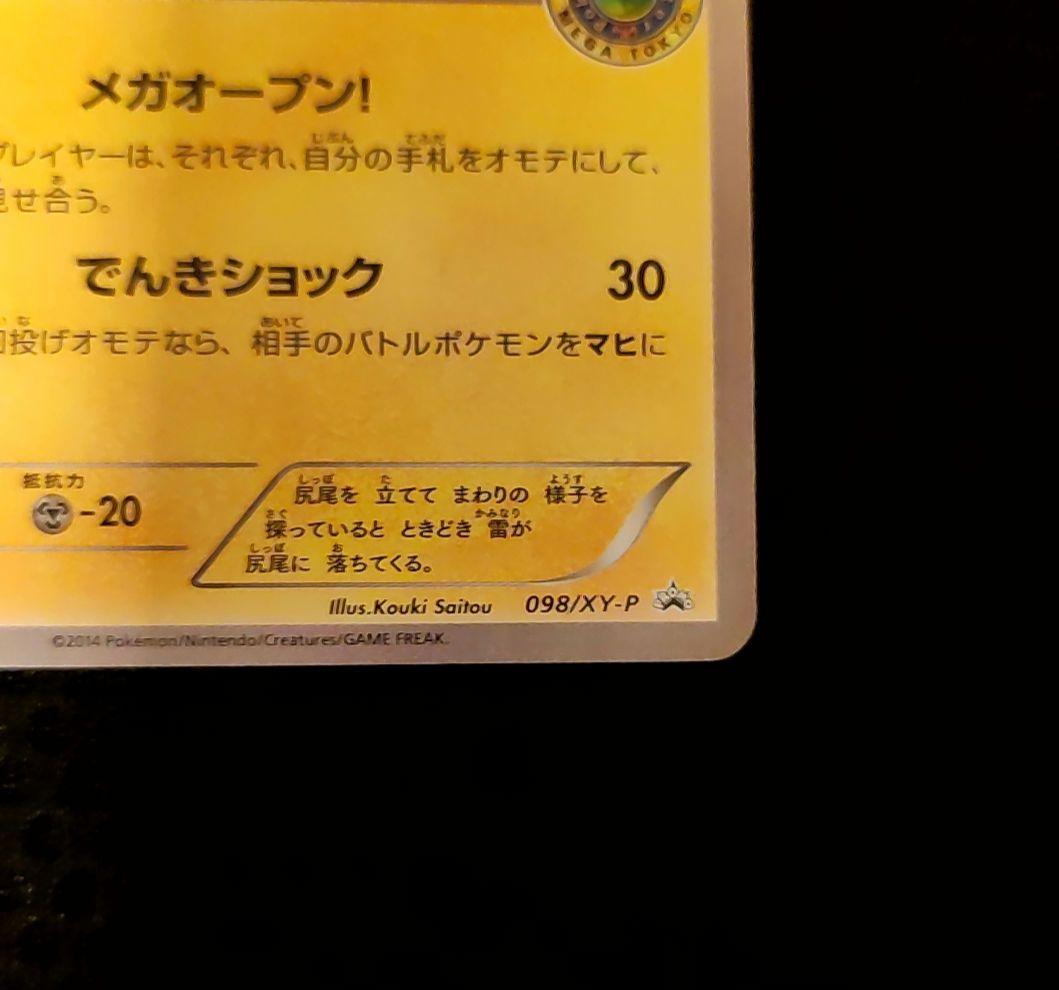 MEGA TOKYO
メガオープン!
プレイヤーは、それぞれ、自分の手札をオモテにして、
見せ合う。
でんきショック 30
投げオモテなら、相手のバトルポケモンをマヒに
抵抗力
-20
尻尾を 立てて まわりの 様子を
探っていると ときどき 雷が
尻尾に 落ちてくる。
Illus.Kouki Saitou 098/XY-P
©2014 Pokémon/Nintendo/Creatures/GAME FREAK.